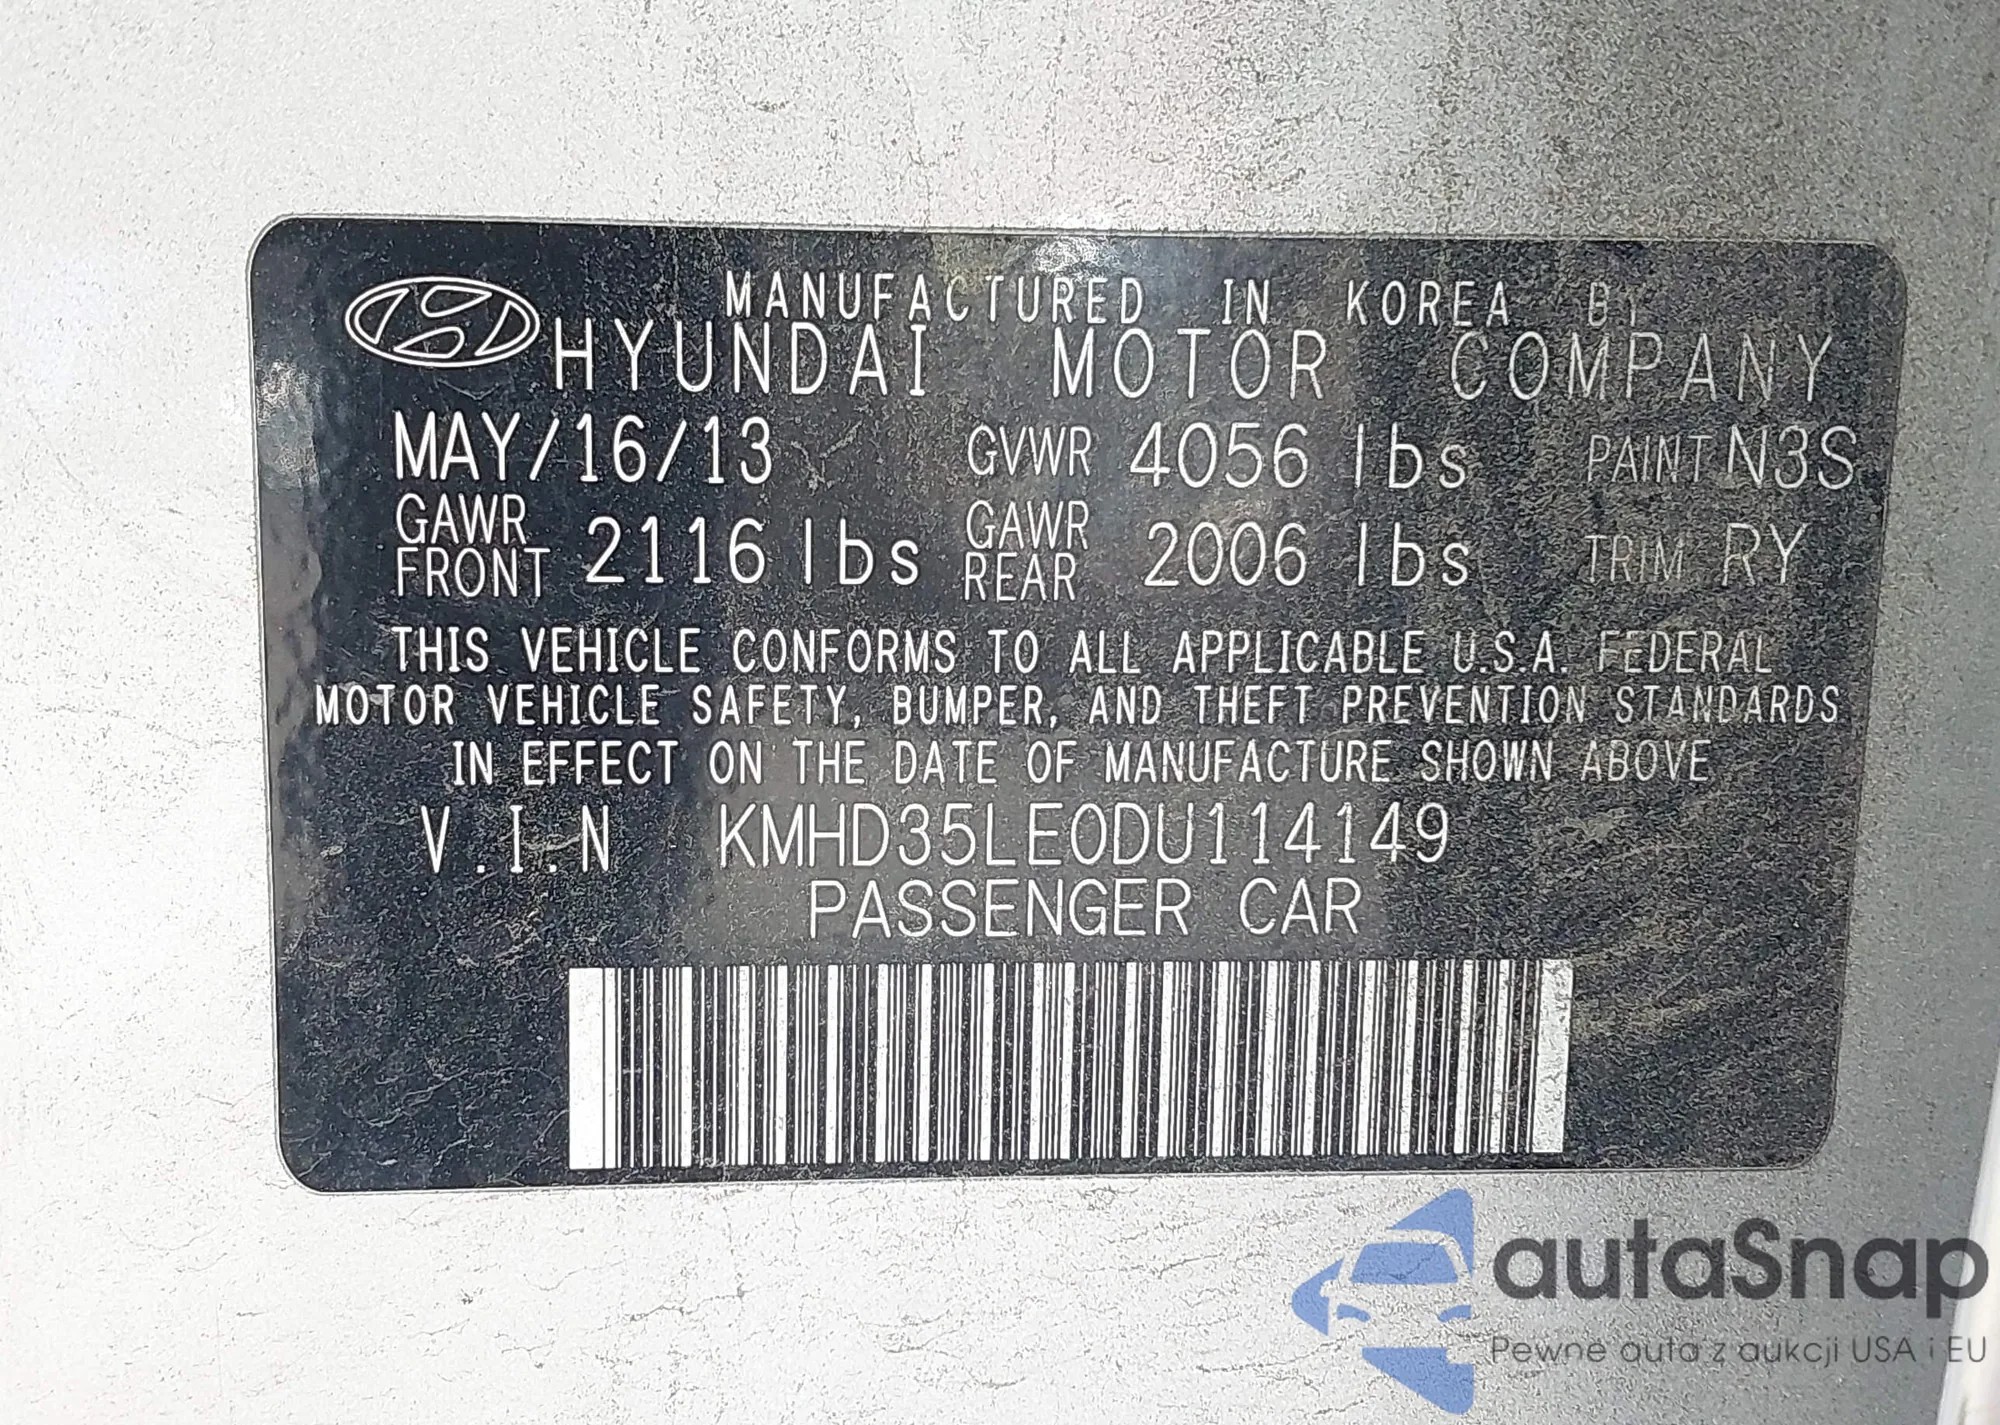 MANUFACTURED IN KOREA BY
HYUNDAI MOTOR COMPANY
MAY/16/13 GVWR 4056 lbs PAINT N3S
GAWR FRONT 2116 lbs GAWR REAR 2006 lbs TRIM RY
THIS VEHICLE CONFORMS TO ALL APPLICABLE U.S.A. FEDERAL
MOTOR VEHICLE SAFETY, BUMPER, AND THEFT PREVENTION STANDARDS
IN EFFECT ON THE DATE OF MANUFACTURE SHOWN ABOVE
V.I.N KMHD35LE0DU114149
PASSENGER CAR
autaSnap
Pewne auta z aukcji USA i EU